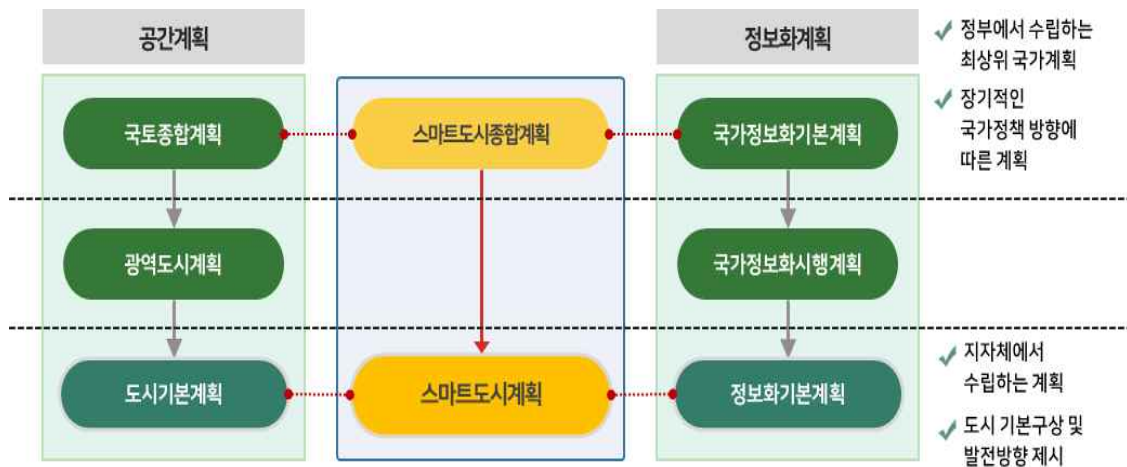 공간계획
정보화계획
정부에서 수립하는
최상위 국가계획
장기적인
국가정책 방향에
따른 계획
국토종합계획
스마트도시종합계획
국가정보화기본계획
광역도시계획
국가정보화시행계획
도시기본계획
스마트도시계획
정보화기본계획
지자체에서
수립하는 계획
도시 기본구상 및
발전방향 제시